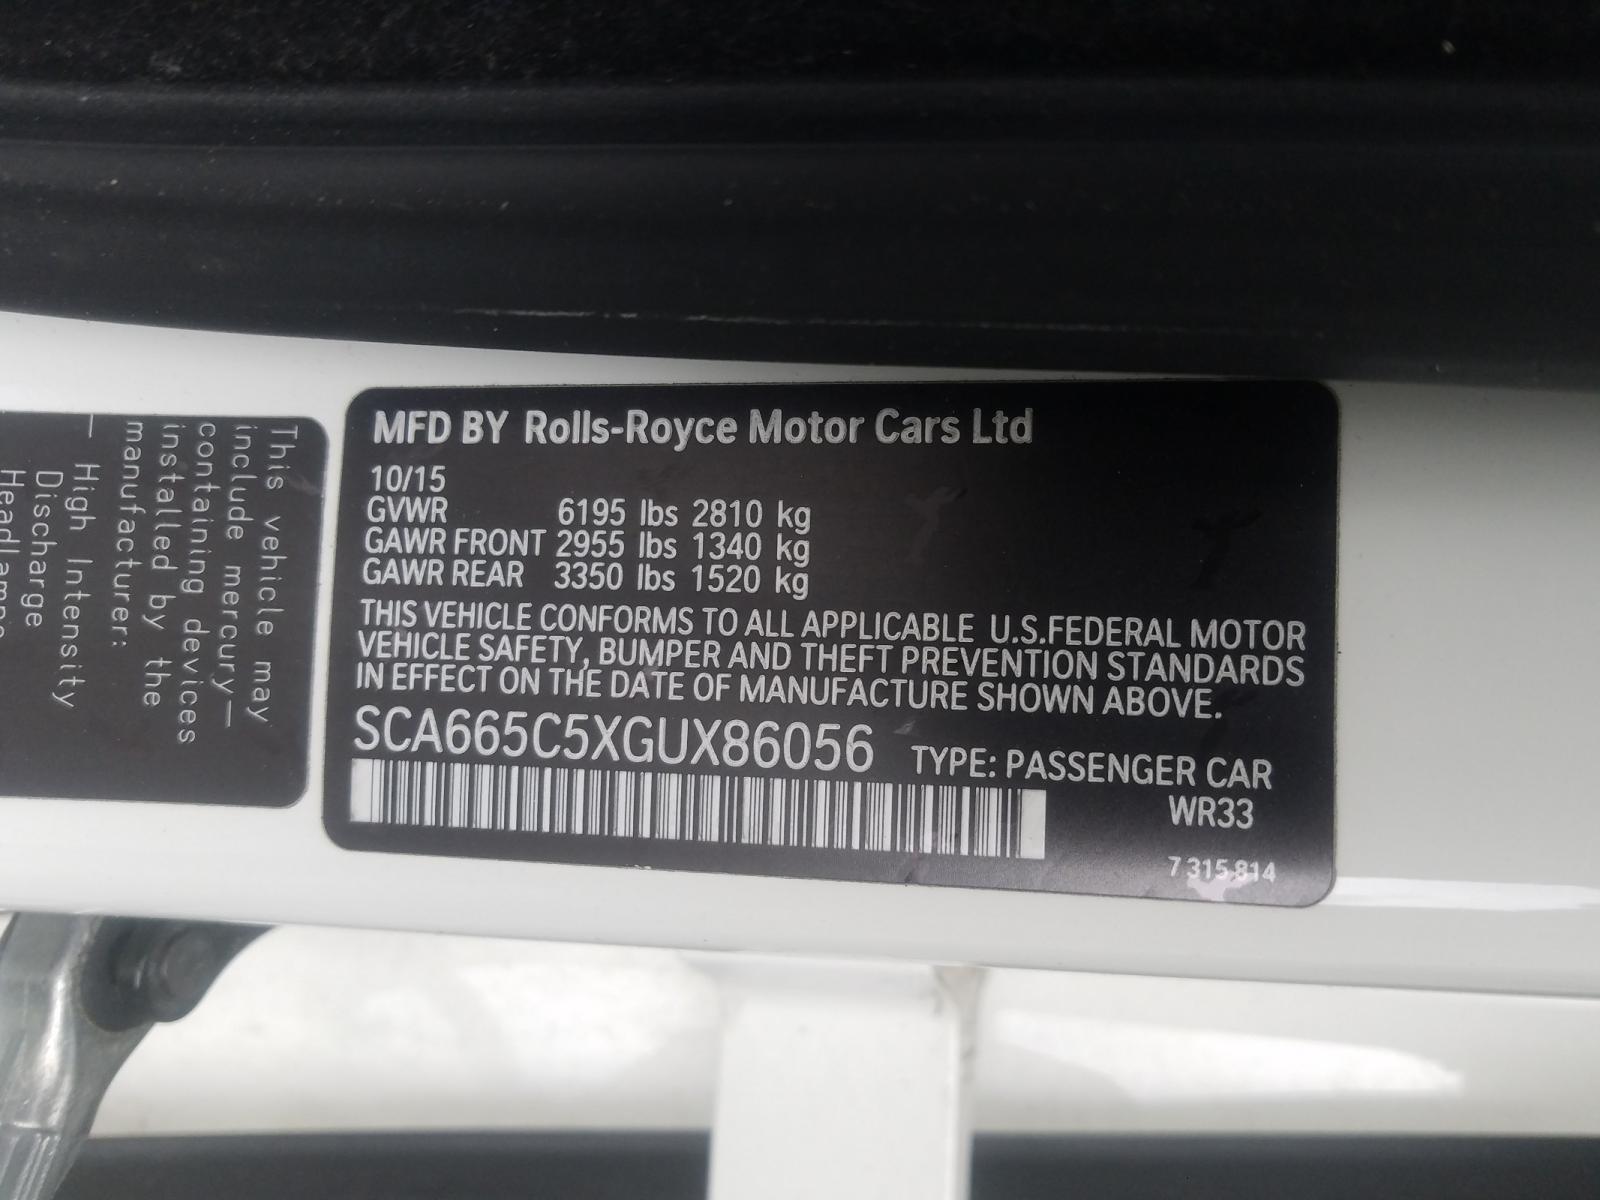 MFD BY Rolls-Royce Motor Cars Ltd
10/15
GVWR 6195 lbs 2810 kg
GAWR FRONT 2955 lbs 1340 kg
GAWR REAR 3350 lbs 1520 kg
THIS VEHICLE CONFORMS TO ALL APPLICABLE U.S.FEDERAL MOTOR
VEHICLE SAFETY, BUMPER AND THEFT PREVENTION STANDARDS
IN EFFECT ON THE DATE OF MANUFACTURE SHOWN ABOVE.
SCA665C5XGUX86056 TYPE: PASSENGER CAR
WR33
7 315 814
This vehicle may
include mercury—
containing devices
installed by the
manufacturer:
— High Intensity
Discharge
Headlamps